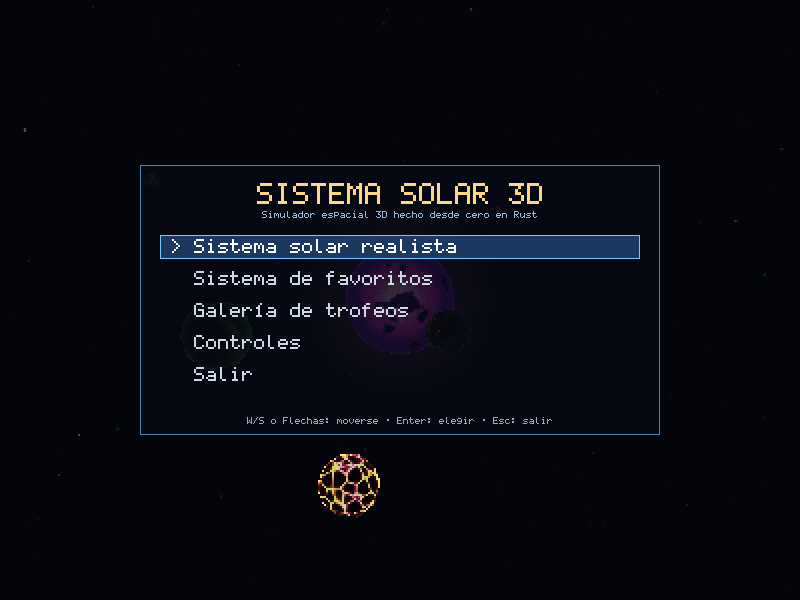 SISTEMA SOLAR 3D
Simulador espacial 3D hecho desde cero en Rust
> Sistema solar realista
Sistema de favoritos
Galería de trofeos
Controles
Salir
W/S o Flechas: moverse · Enter: elegir · Esc: salir